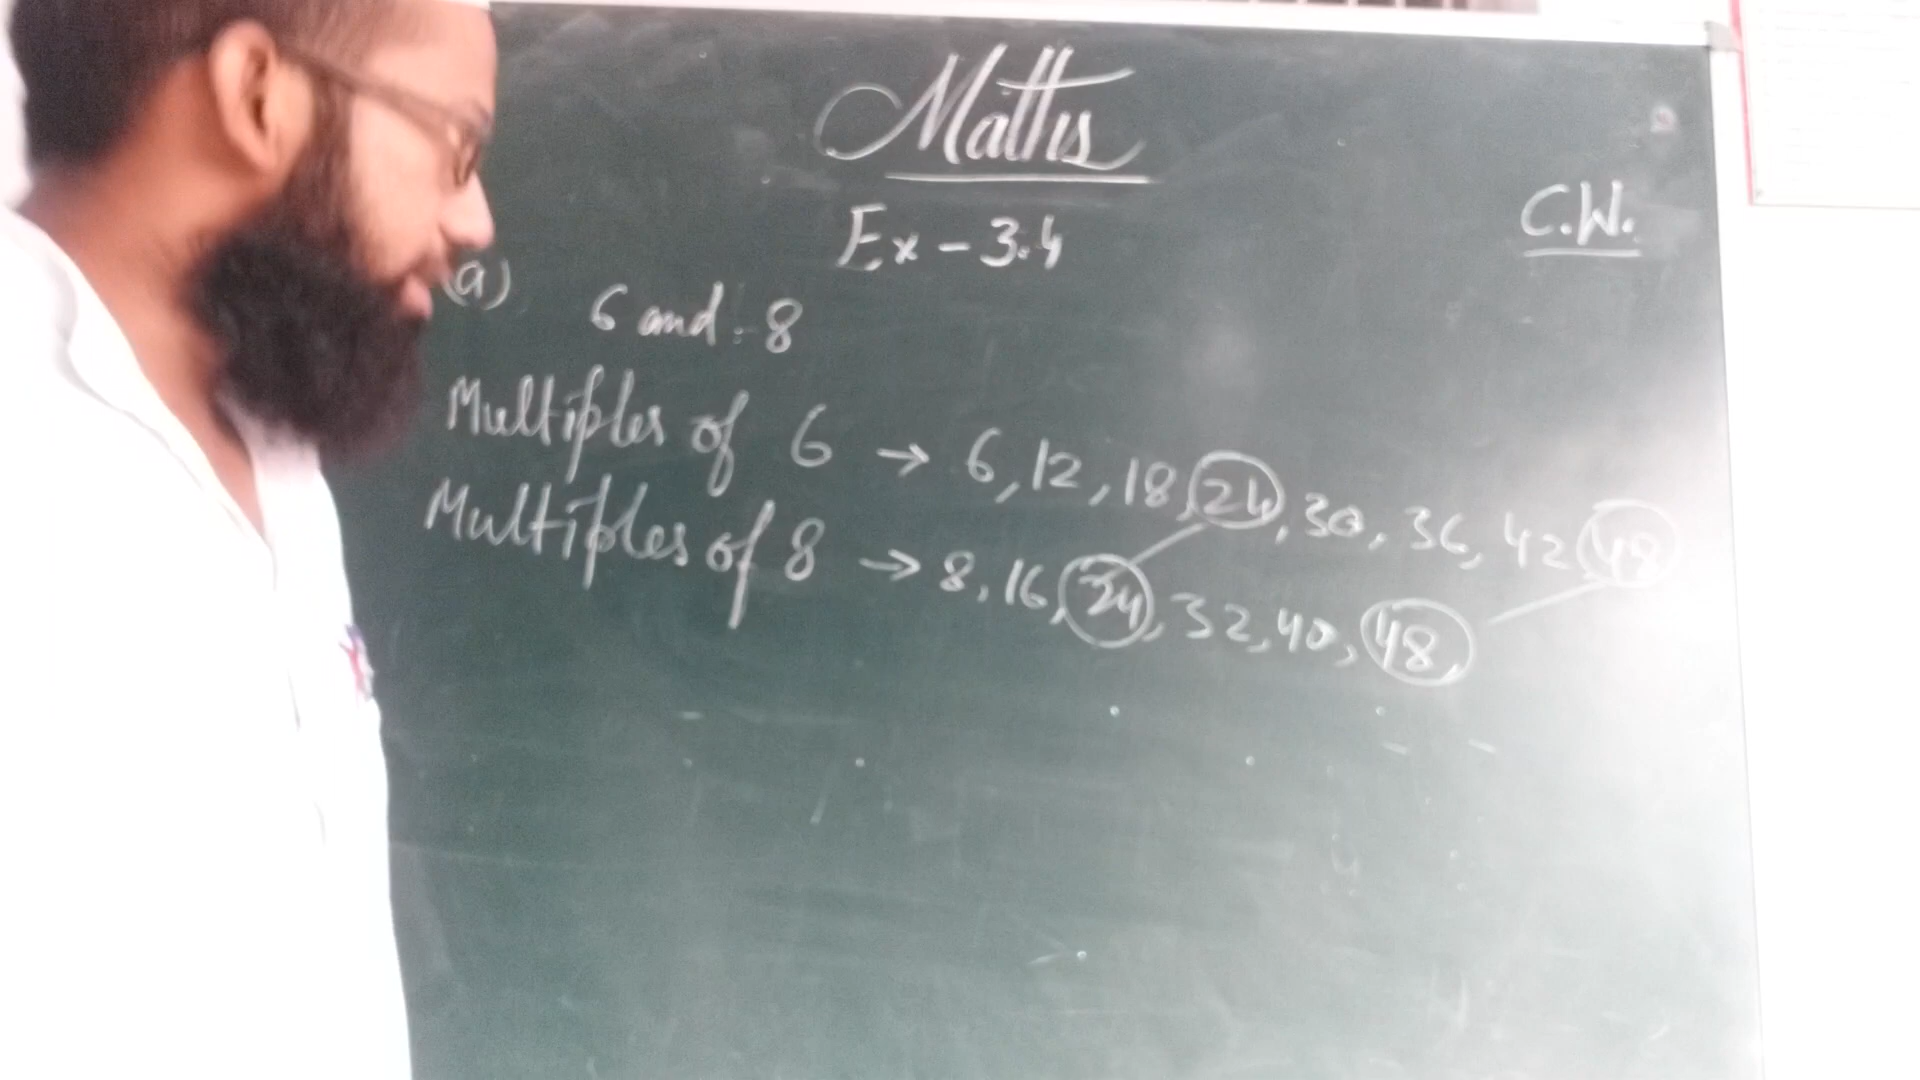 Maths
C.W.
Ex - 3.4
(a) 6 and 8
Multiples of 6 → 6, 12, 18, 24, 30, 36, 42, 48
Multiples of 8 → 8, 16, 24, 32, 40, 48,